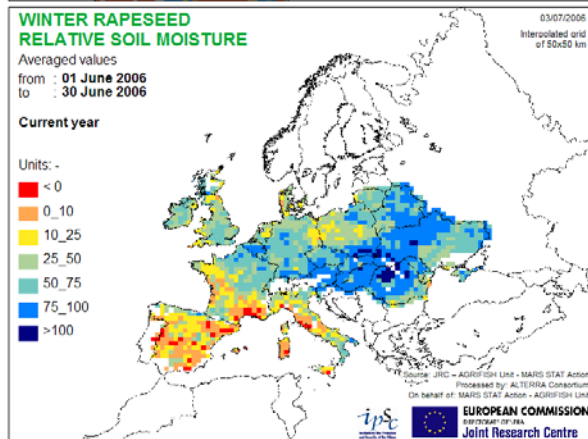 WINTER RAPESEED
RELATIVE SOIL MOISTURE
03/07/2006
Interpolated grid
of 50x50 km
Averaged values
from : 01 June 2006
to : 30 June 2006
Current year
Units: -
< 0
0_10
10_25
25_50
50_75
75_100
>100
Source: JRC - AGRIFISH Unit - MARS STAT Action
Processed by: ALTERRA Consortium
On behalf of: MARS STAT Action - AGRIFISH Unit
ipsc
EUROPEAN COMMISSION
Joint Research Centre